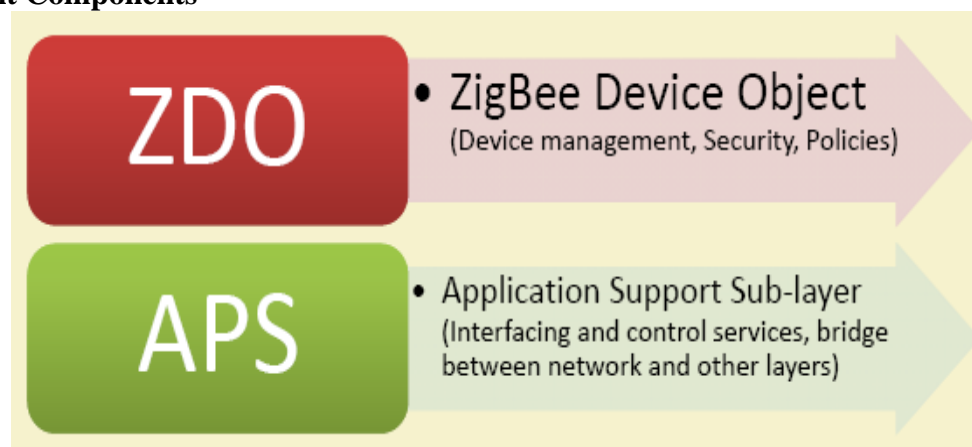 Components
ZDO
• ZigBee Device Object
(Device management, Security, Policies)
APS
• Application Support Sub-layer
(Interfacing and control services, bridge
between network and other layers)